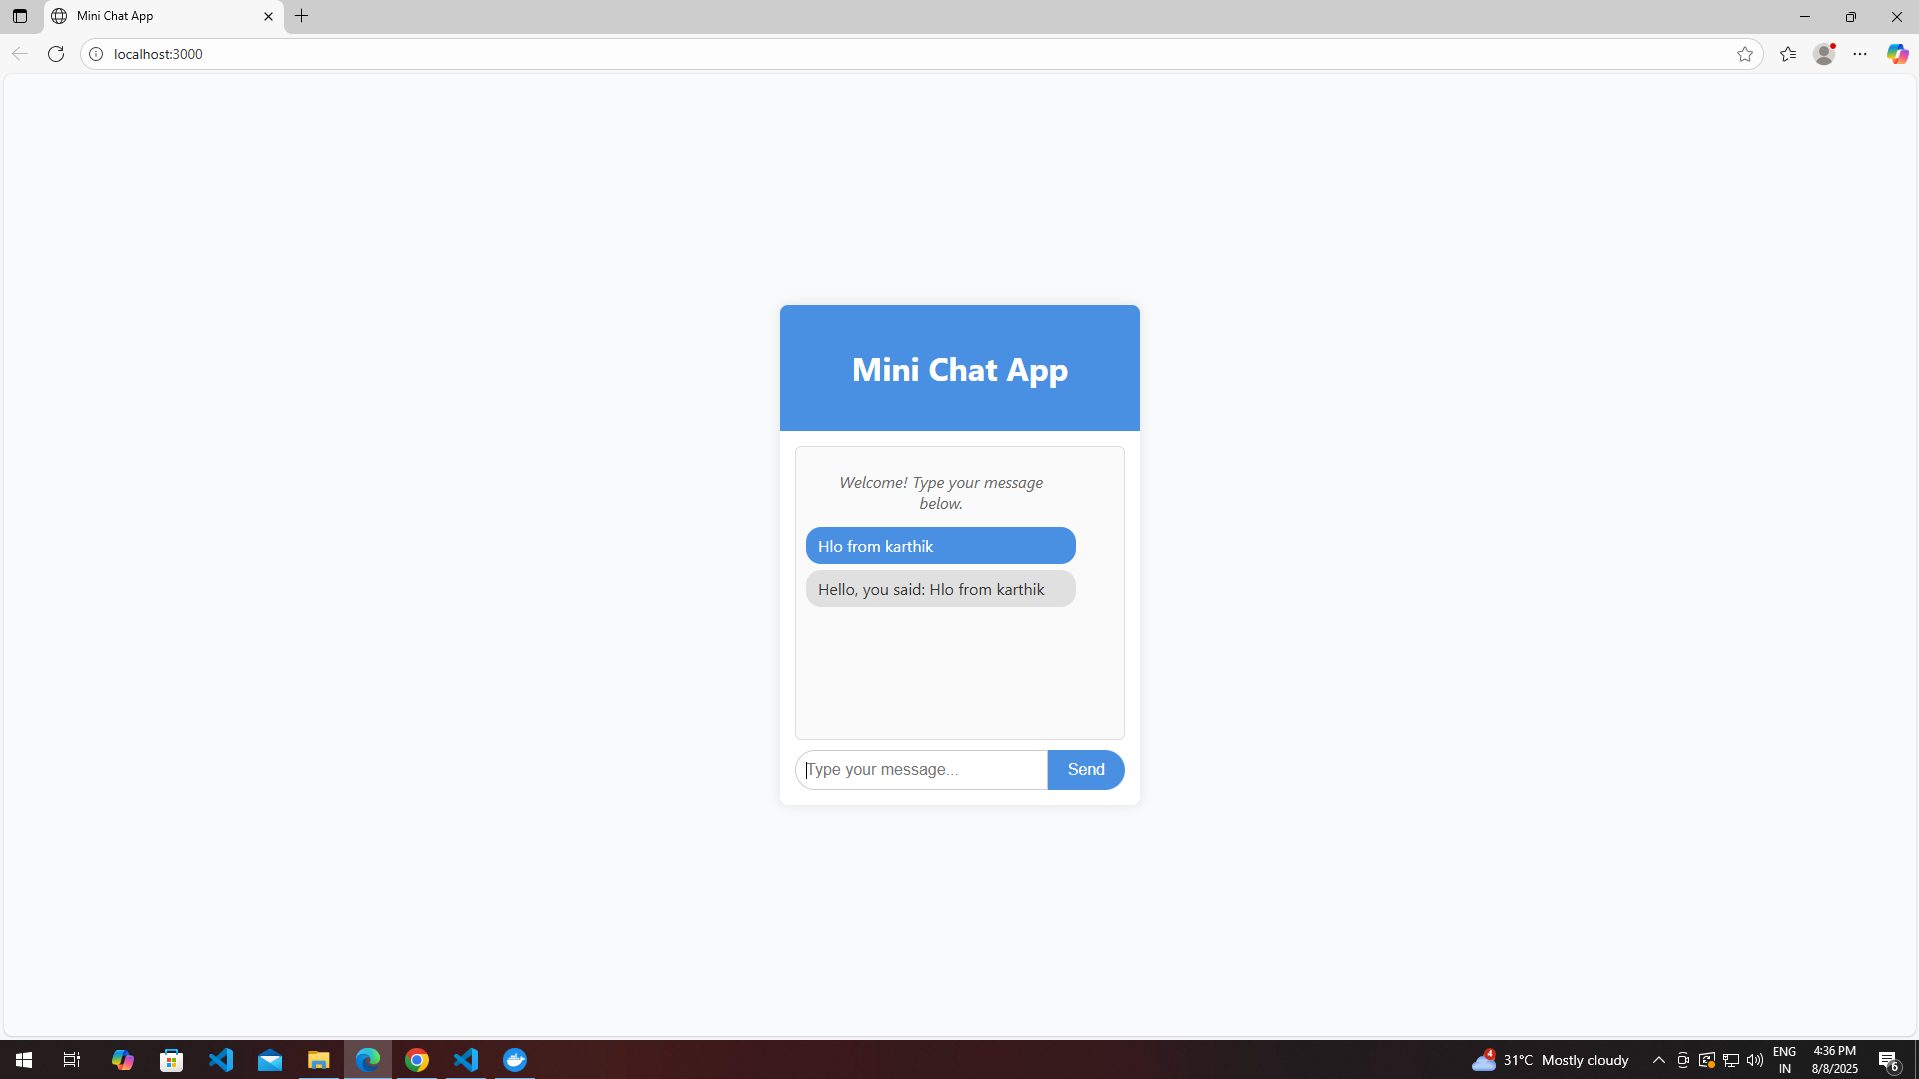 Mini Chat App
localhost:3000
Mini Chat App
Welcome! Type your message
below.
Hlo from karthik
Hello, you said: Hlo from karthik
Type your message...
Send
4
31°C Mostly cloudy
ENG
IN
4:36 PM
8/8/2025
6